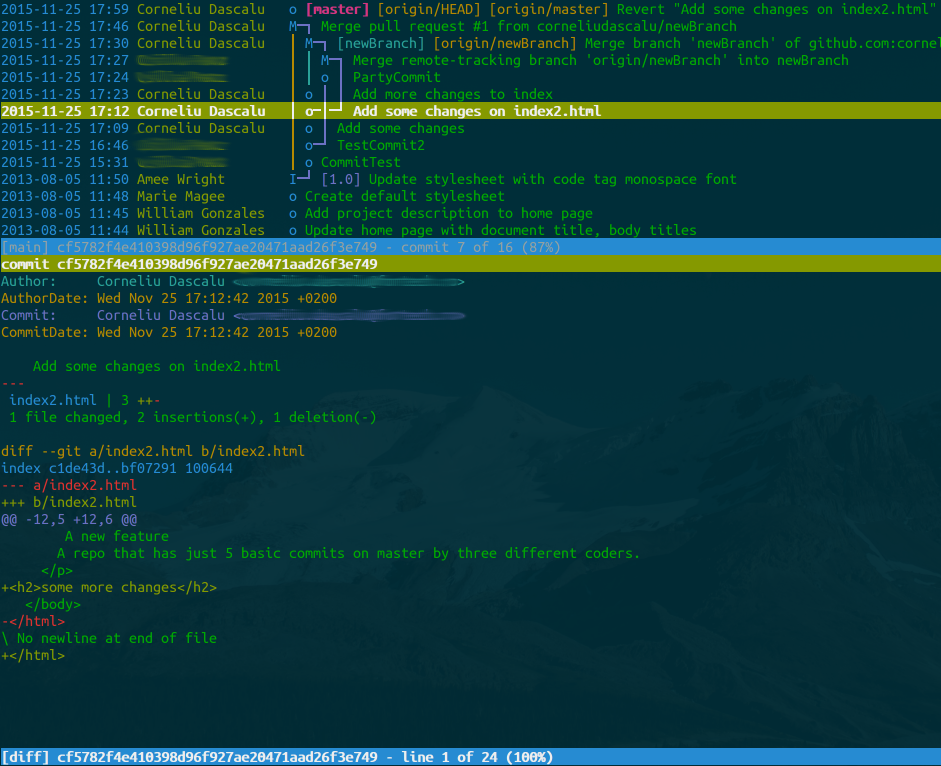 2015-11-25 17:59 Corneliu Dascalu o [master] [origin/HEAD] [origin/master] Revert "Add some changes on index2.html"
2015-11-25 17:46 Corneliu Dascalu M Merge pull request #1 from corneliudascalu/newBranch
2015-11-25 17:30 Corneliu Dascalu M [newBranch] [origin/newBranch] Merge branch 'newBranch' of github.com:corne
2015-11-25 17:27 M Merge remote-tracking branch 'origin/newBranch' into newBranch
2015-11-25 17:24 o PartyCommit
2015-11-25 17:23 Corneliu Dascalu o Add more changes to index
2015-11-25 17:12 Corneliu Dascalu o Add some changes on index2.html
2015-11-25 17:09 Corneliu Dascalu o Add some changes
2015-11-25 16:46 o TestCommit2
2015-11-25 15:31 o CommitTest
2013-08-05 11:50 Amee Wright I [1.0] Update stylesheet with code tag monospace font
2013-08-05 11:48 Marie Magee o Create default stylesheet
2013-08-05 11:45 William Gonzales o Add project description to home page
2013-08-05 11:44 William Gonzales o Update home page with document title, body titles
[main] cf5782f4e410398d96f927ae20471aad26f3e749 - commit 7 of 16 (87%)
commit cf5782f4e410398d96f927ae20471aad26f3e749
Author: Corneliu Dascalu < >
AuthorDate: Wed Nov 25 17:12:42 2015 +0200
Commit: Corneliu Dascalu <
CommitDate: Wed Nov 25 17:12:42 2015 +0200
Add some changes on index2.html
---
index2.html | 3 ++-
1 file changed, 2 insertions(+), 1 deletion(-)
diff --git a/index2.html b/index2.html
index c1de43d..bf07291 100644
--- a/index2.html
+++ b/index2.html
@@ -12,5 +12,6 @@
A new feature
A repo that has just 5 basic commits on master by three different coders.
</p>
+<h2>some more changes</h2>
</body>
-</html>
\ No newline at end of file
+</html>
[diff] cf5782f4e410398d96f927ae20471aad26f3e749 - line 1 of 24 (100%)